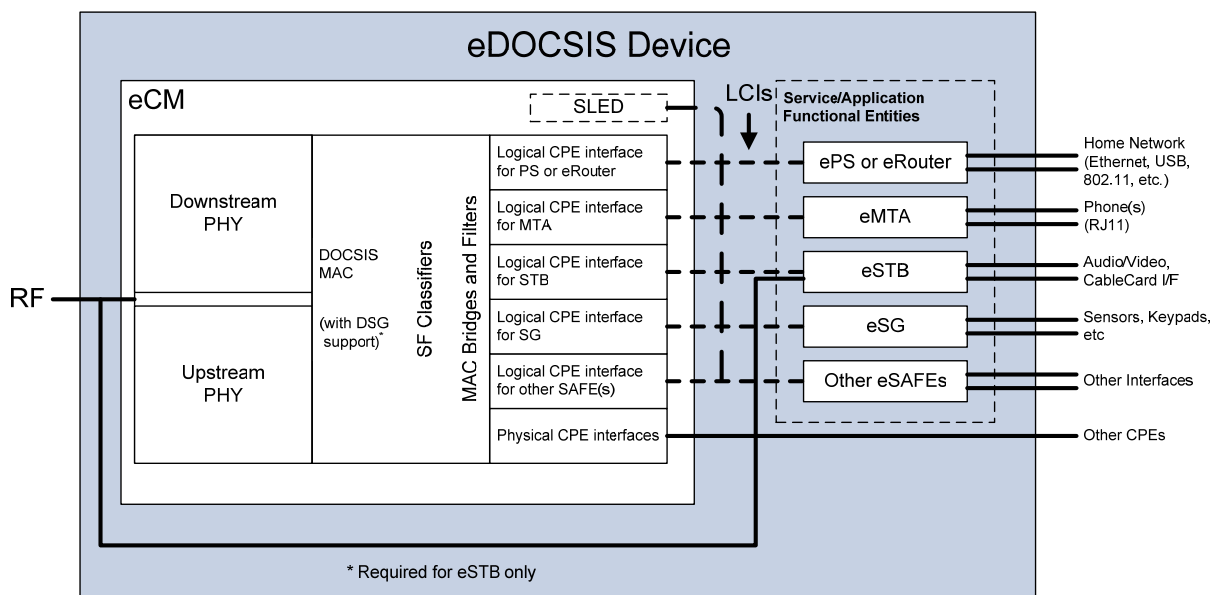 eDOCSIS Device
eCM
SLED
LCIs
Service/Application
Functional Entities
RF
Downstream
PHY
Upstream
PHY
DOCSIS
MAC
(with DSG
support)*
SF Classifiers
MAC Bridges and Filters
Logical CPE interface
for PS or eRouter
Logical CPE interface
for MTA
Logical CPE interface
for STB
Logical CPE interface
for SG
Logical CPE interface
for other SAFE(s)
Physical CPE interfaces
ePS or eRouter
eMTA
eSTB
eSG
Other eSAFEs
Home Network
(Ethernet, USB,
802.11, etc.)
Phone(s)
(RJ11)
Audio/Video,
CableCard I/F
Sensors, Keypads,
etc
Other Interfaces
Other CPEs
* Required for eSTB only